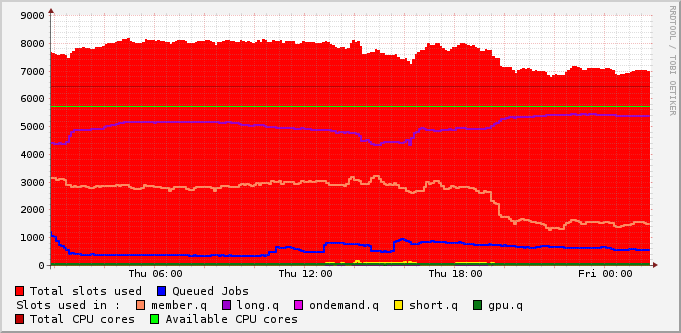 RRDTOOL / TOBI OETIKER
9000
8000
7000
6000
5000
4000
3000
2000
1000
0
Thu 06:00 Thu 12:00 Thu 18:00 Fri 00:00
Total slots used Queued Jobs
Slots used in : member.q long.q ondemand.q short.q gpu.q
Total CPU cores Available CPU cores